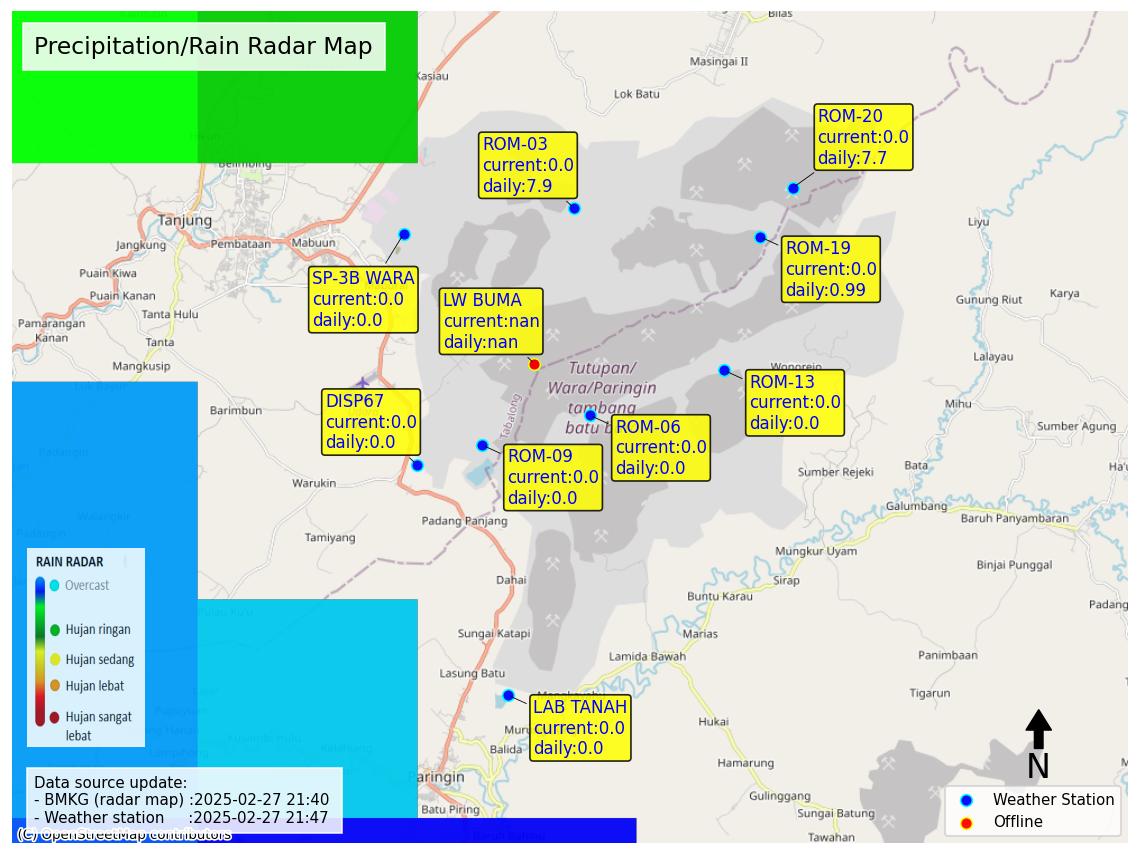 Precipitation/Rain Radar Map
Bilas
Masingai II
Kasiau
Lok Batu
ROM-20
current:0.0
daily:7.7
ROM-03
current:0.0
daily:7.9
Belimbing
Tanjung
Jangkung
Pembataan
Mabuun
Liyu
ROM-19
current:0.0
daily:0.99
SP-3B WARA
current:0.0
daily:0.0
LW BUMA
current:nan
daily:nan
Puain Kiwa
Puain Kanan
Tanta Hulu
Pamarangan
Kanan
Tanta
Mangkusip
Gunung Riut
Karya
Lalayau
Wonorejo
Tutupan/
Wara/Paringin
tambang
batu b
Tabalong
ROM-13
current:0.0
daily:0.0
DISP67
current:0.0
daily:0.0
ROM-06
current:0.0
daily:0.0
ROM-09
current:0.0
daily:0.0
Barimbun
Mihu
Sumber Agung
Padangin
Warukin
Sumber Rejeki
Bata
Ha'u
Galumbang
Baruh Panyambaran
Walangkir
Padang Panjang
Tamiyang
Mungkur Uyam
Binjai Punggal
Dahai
Sirap
Buntu Karau
Padang
RAIN RADAR
Overcast
Hujan ringan
Hujan sedang
Hujan lebat
Hujan sangat
lebat
Sungai Katapi
Marias
Lamida Bawah
Panimbaan
Lasung Batu
Tigarun
LAB TANAH
current:0.0
daily:0.0
Muru
Balida
Hukai
Hamarung
N
Paringin
Batu Piring
Gulinggang
Sungai Batung
Tawahan
Data source update:
- BMKG (radar map) :2025-02-27 21:40
- Weather station :2025-02-27 21:47
(C) OpenStreetMap contributors
Weather Station
Offline